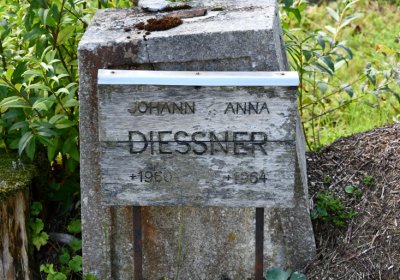 JOHANN ANNA
DIESSNER
+1960 +1964